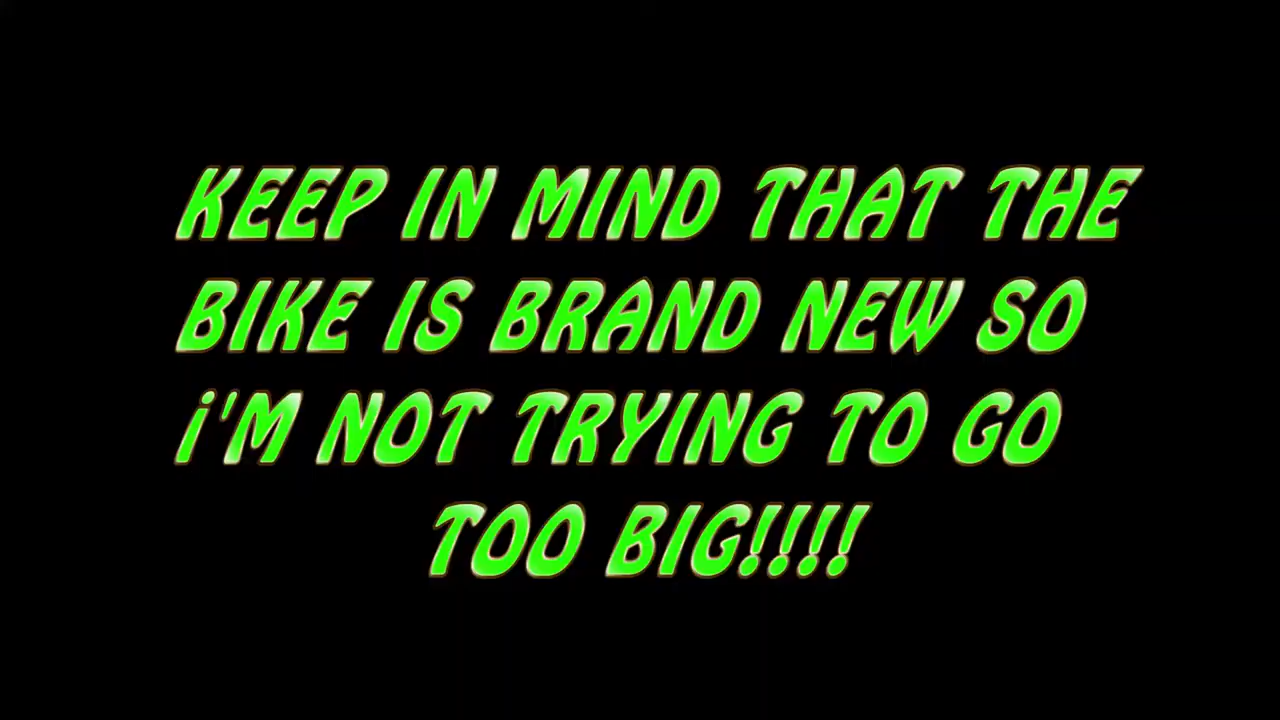 KEEP IN MIND THAT THE
BIKE IS BRAND NEW SO
i'M NOT TRYING TO GO
TOO BIG!!!!